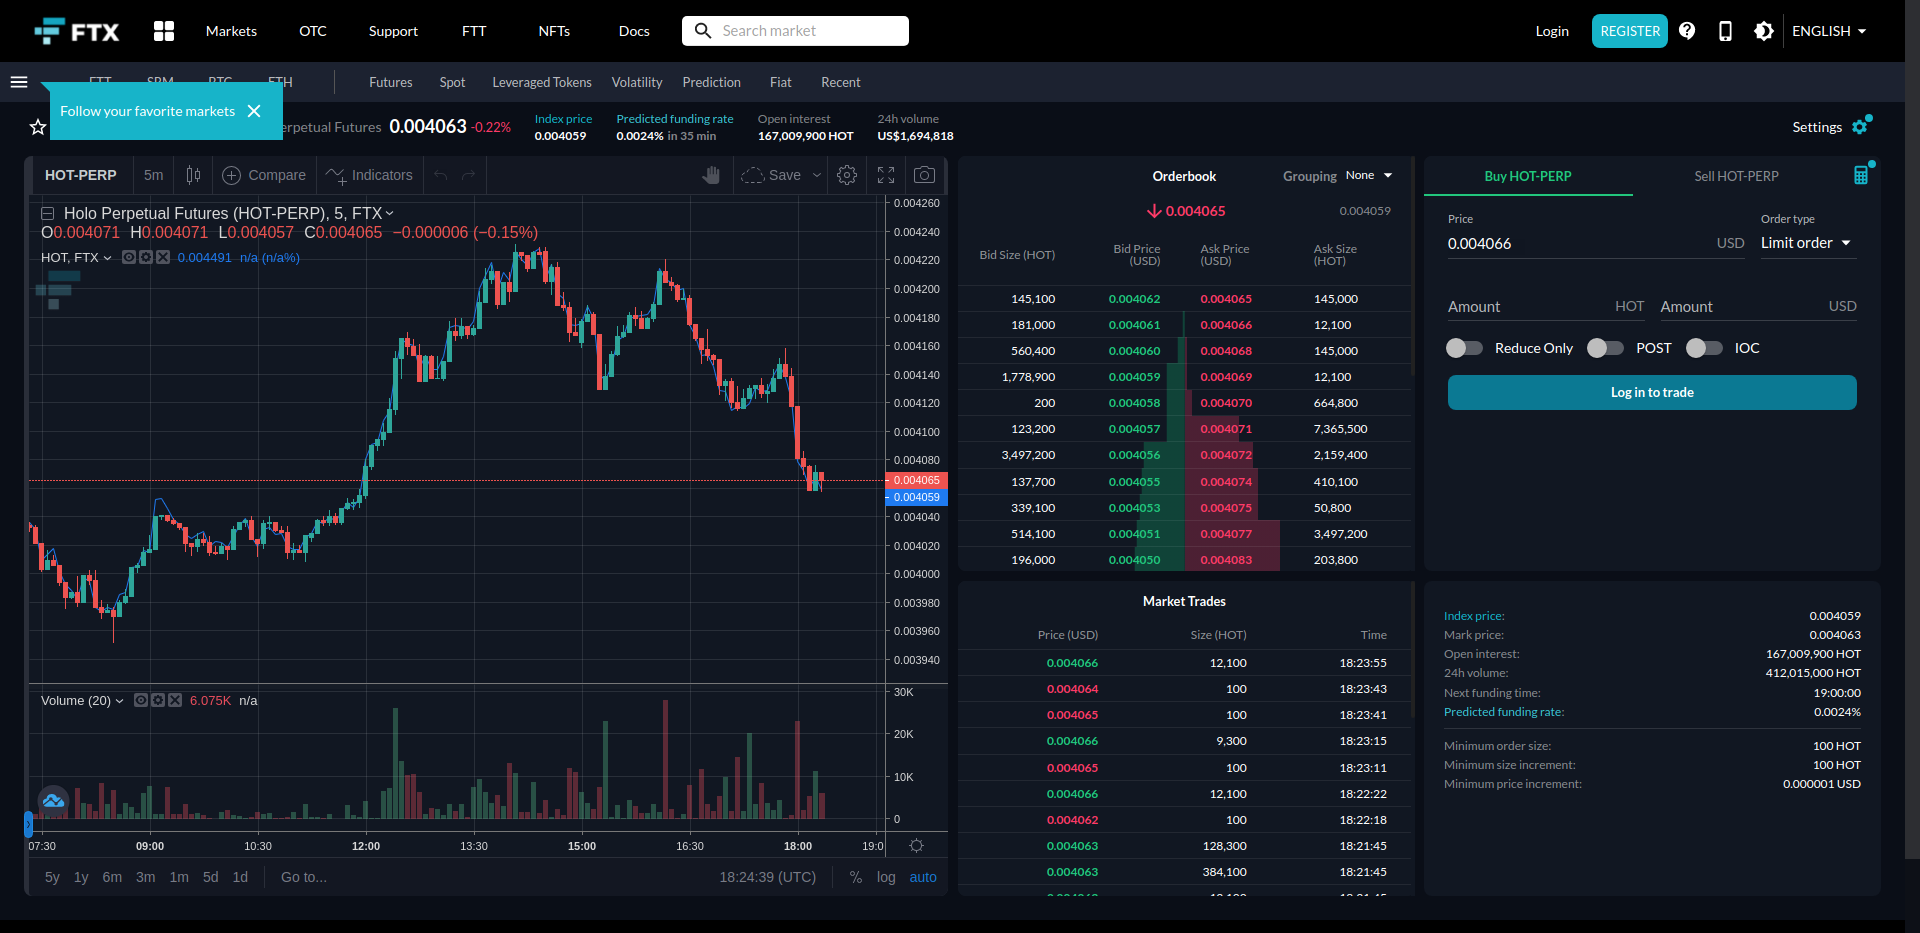 FTX
Markets
OTC
Support
FTT
NFTs
Docs
Search market
Login
REGISTER
ENGLISH
Futures
Spot
Leveraged Tokens
Volatility
Prediction
Fiat
Recent
Follow your favorite markets
Perpetual Futures
0.004063
-0.22%
Index price
0.004059
Predicted funding rate
0.0024% in 35 min
Open interest
167,009,900 HOT
24h volume
US$1,694,818
Settings
HOT-PERP
5m
Compare
Indicators
Save
Holo Perpetual Futures (HOT-PERP), 5, FTX
O0.004071 H0.004071 L0.004057 C0.004065 −0.000006 (−0.15%)
HOT, FTX
0.004491 n/a (n/a%)
0.004260
0.004240
0.004220
0.004200
0.004180
0.004160
0.004140
0.004120
0.004100
0.004080
0.004065
0.004059
0.004040
0.004020
0.004000
0.003980
0.003960
0.003940
Volume (20)
6.075K n/a
30K
20K
10K
0
07:30 09:00 10:30 12:00 13:30 15:00 16:30 18:00 19:0
5y 1y 6m 3m 1m 5d 1d Go to...
18:24:39 (UTC) % log auto
Orderbook
Grouping None
0.004065
0.004059
Bid Size (HOT) Bid Price (USD) Ask Price (USD) Ask Size (HOT)
145,100 0.004062 0.004065 145,000
181,000 0.004061 0.004066 12,100
560,400 0.004060 0.004068 145,000
1,778,900 0.004059 0.004069 12,100
200 0.004058 0.004070 664,800
123,200 0.004057 0.004071 7,365,500
3,497,200 0.004056 0.004072 2,159,400
137,700 0.004055 0.004074 410,100
339,100 0.004053 0.004075 50,800
514,100 0.004051 0.004077 3,497,200
196,000 0.004050 0.004083 203,800
Market Trades
Price (USD) Size (HOT) Time
0.004066 12,100 18:23:55
0.004064 100 18:23:43
0.004065 100 18:23:41
0.004066 9,300 18:23:15
0.004065 100 18:23:11
0.004066 12,100 18:22:22
0.004062 100 18:22:18
0.004063 128,300 18:21:45
0.004063 384,100 18:21:45
Buy HOT-PERP
Sell HOT-PERP
Price
0.004066 USD
Order type
Limit order
Amount HOT
Amount USD
Reduce Only
POST
IOC
Log in to trade
Index price: 0.004059
Mark price: 0.004063
Open interest: 167,009,900 HOT
24h volume: 412,015,000 HOT
Next funding time: 19:00:00
Predicted funding rate: 0.0024%
Minimum order size: 100 HOT
Minimum size increment: 100 HOT
Minimum price increment: 0.000001 USD